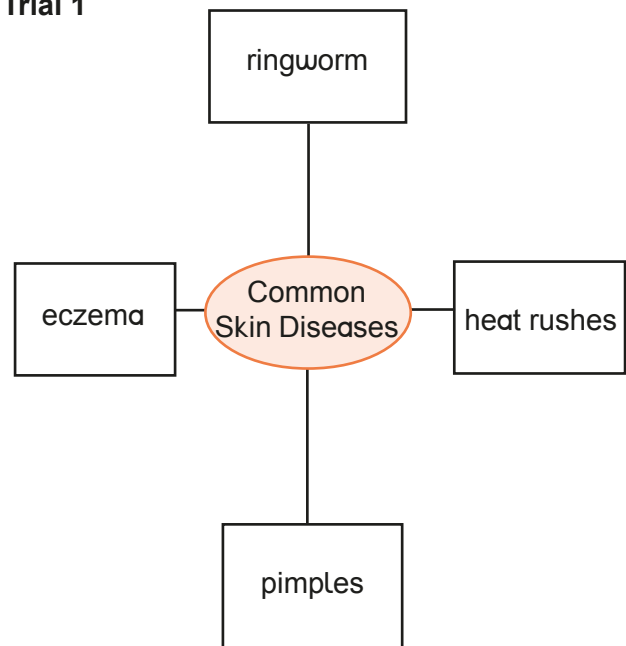 Trial 1
ringworm
eczema
Common
Skin Diseases
heat rushes
pimples